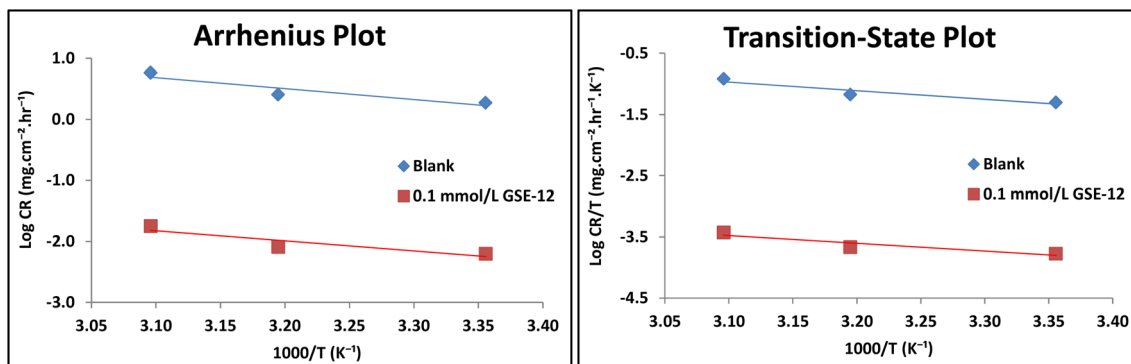 Arrhenius Plot
Log CR (mg.cm⁻².hr⁻¹)
1.0
0.0
-1.0
-2.0
-3.0
Blank
0.1 mmol/L GSE-12
3.05 3.10 3.15 3.20 3.25 3.30 3.35 3.40
1000/T (K⁻¹)
Transition-State Plot
Log CR/T (mg.cm⁻².hr⁻¹.K⁻¹)
-0.5
-1.5
-2.5
-3.5
-4.5
Blank
0.1 mmol/L GSE-12
3.05 3.10 3.15 3.20 3.25 3.30 3.35 3.40
1000/T (K⁻¹)